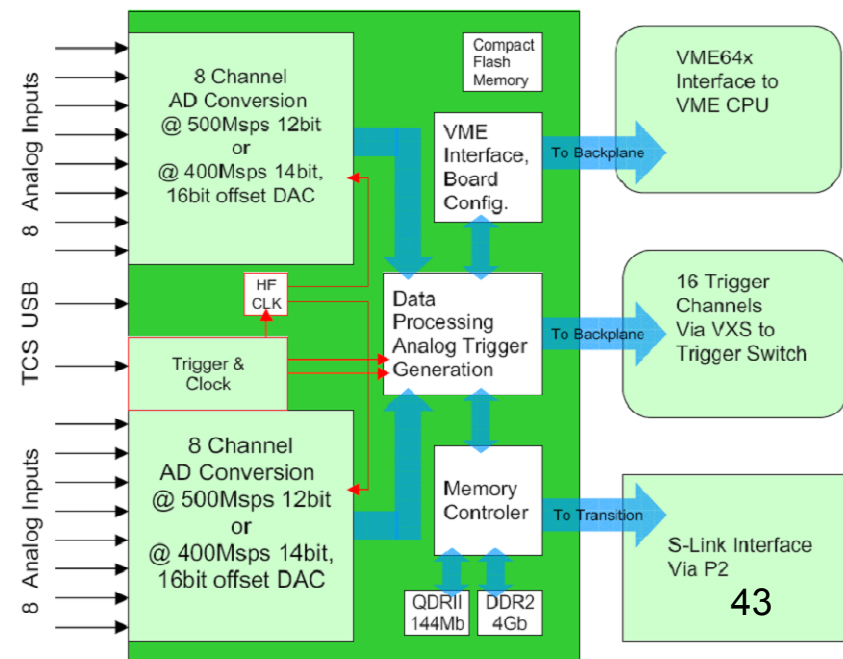 8 Analog Inputs
TCS USB
8 Analog Inputs
8 Channel
AD Conversion
@ 500Msps 12bit
or
@ 400Msps 14bit,
16bit offset DAC
HF
CLK
Trigger &
Clock
8 Channel
AD Conversion
@ 500Msps 12bit
or
@ 400Msps 14bit,
16bit offset DAC
Compact
Flash
Memory
VME
Interface,
Board
Config.
Data
Processing
Analog Trigger
Generation
Memory
Controler
QDRII
144Mb
DDR2
4Gb
To Backplane
To Backplane
To Transition
VME64x
Interface to
VME CPU
16 Trigger
Channels
Via VXS to
Trigger Switch
S-Link Interface
Via P2
43